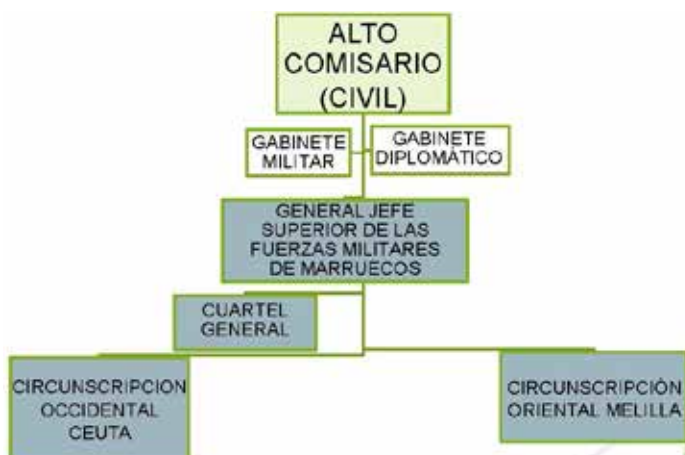 ALTO
COMISARIO
(CIVIL)
GABINETE
MILITAR
GABINETE
DIPLOMÁTICO
GENERAL JEFE
SUPERIOR DE LAS
FUERZAS MILITARES
DE MARRUECOS
CUARTEL
GENERAL
CIRCUNSCRIPCION
OCCIDENTAL
CEUTA
CIRCUNSCRIPCIÓN
ORIENTAL MELILLA